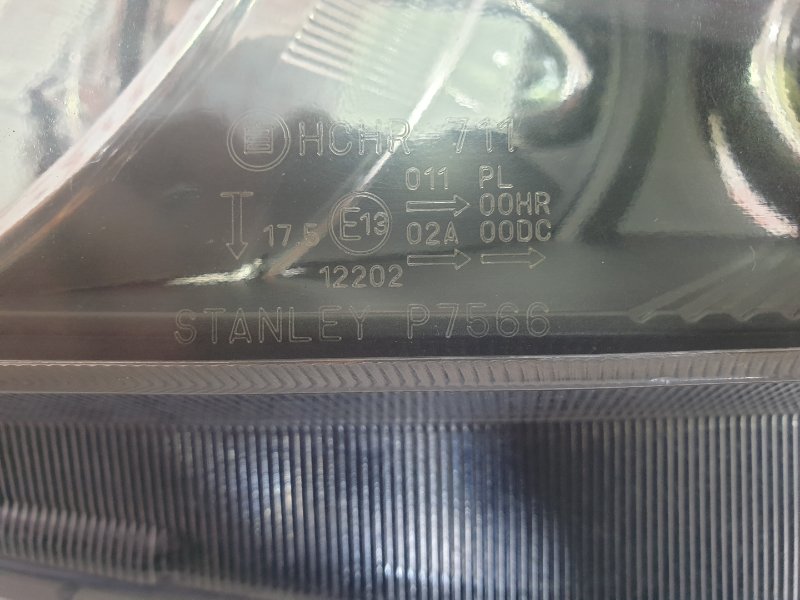 HCHR-711
011 PL
17.5 E13 00HR
02A 00DC
12202
STANLEY P7566